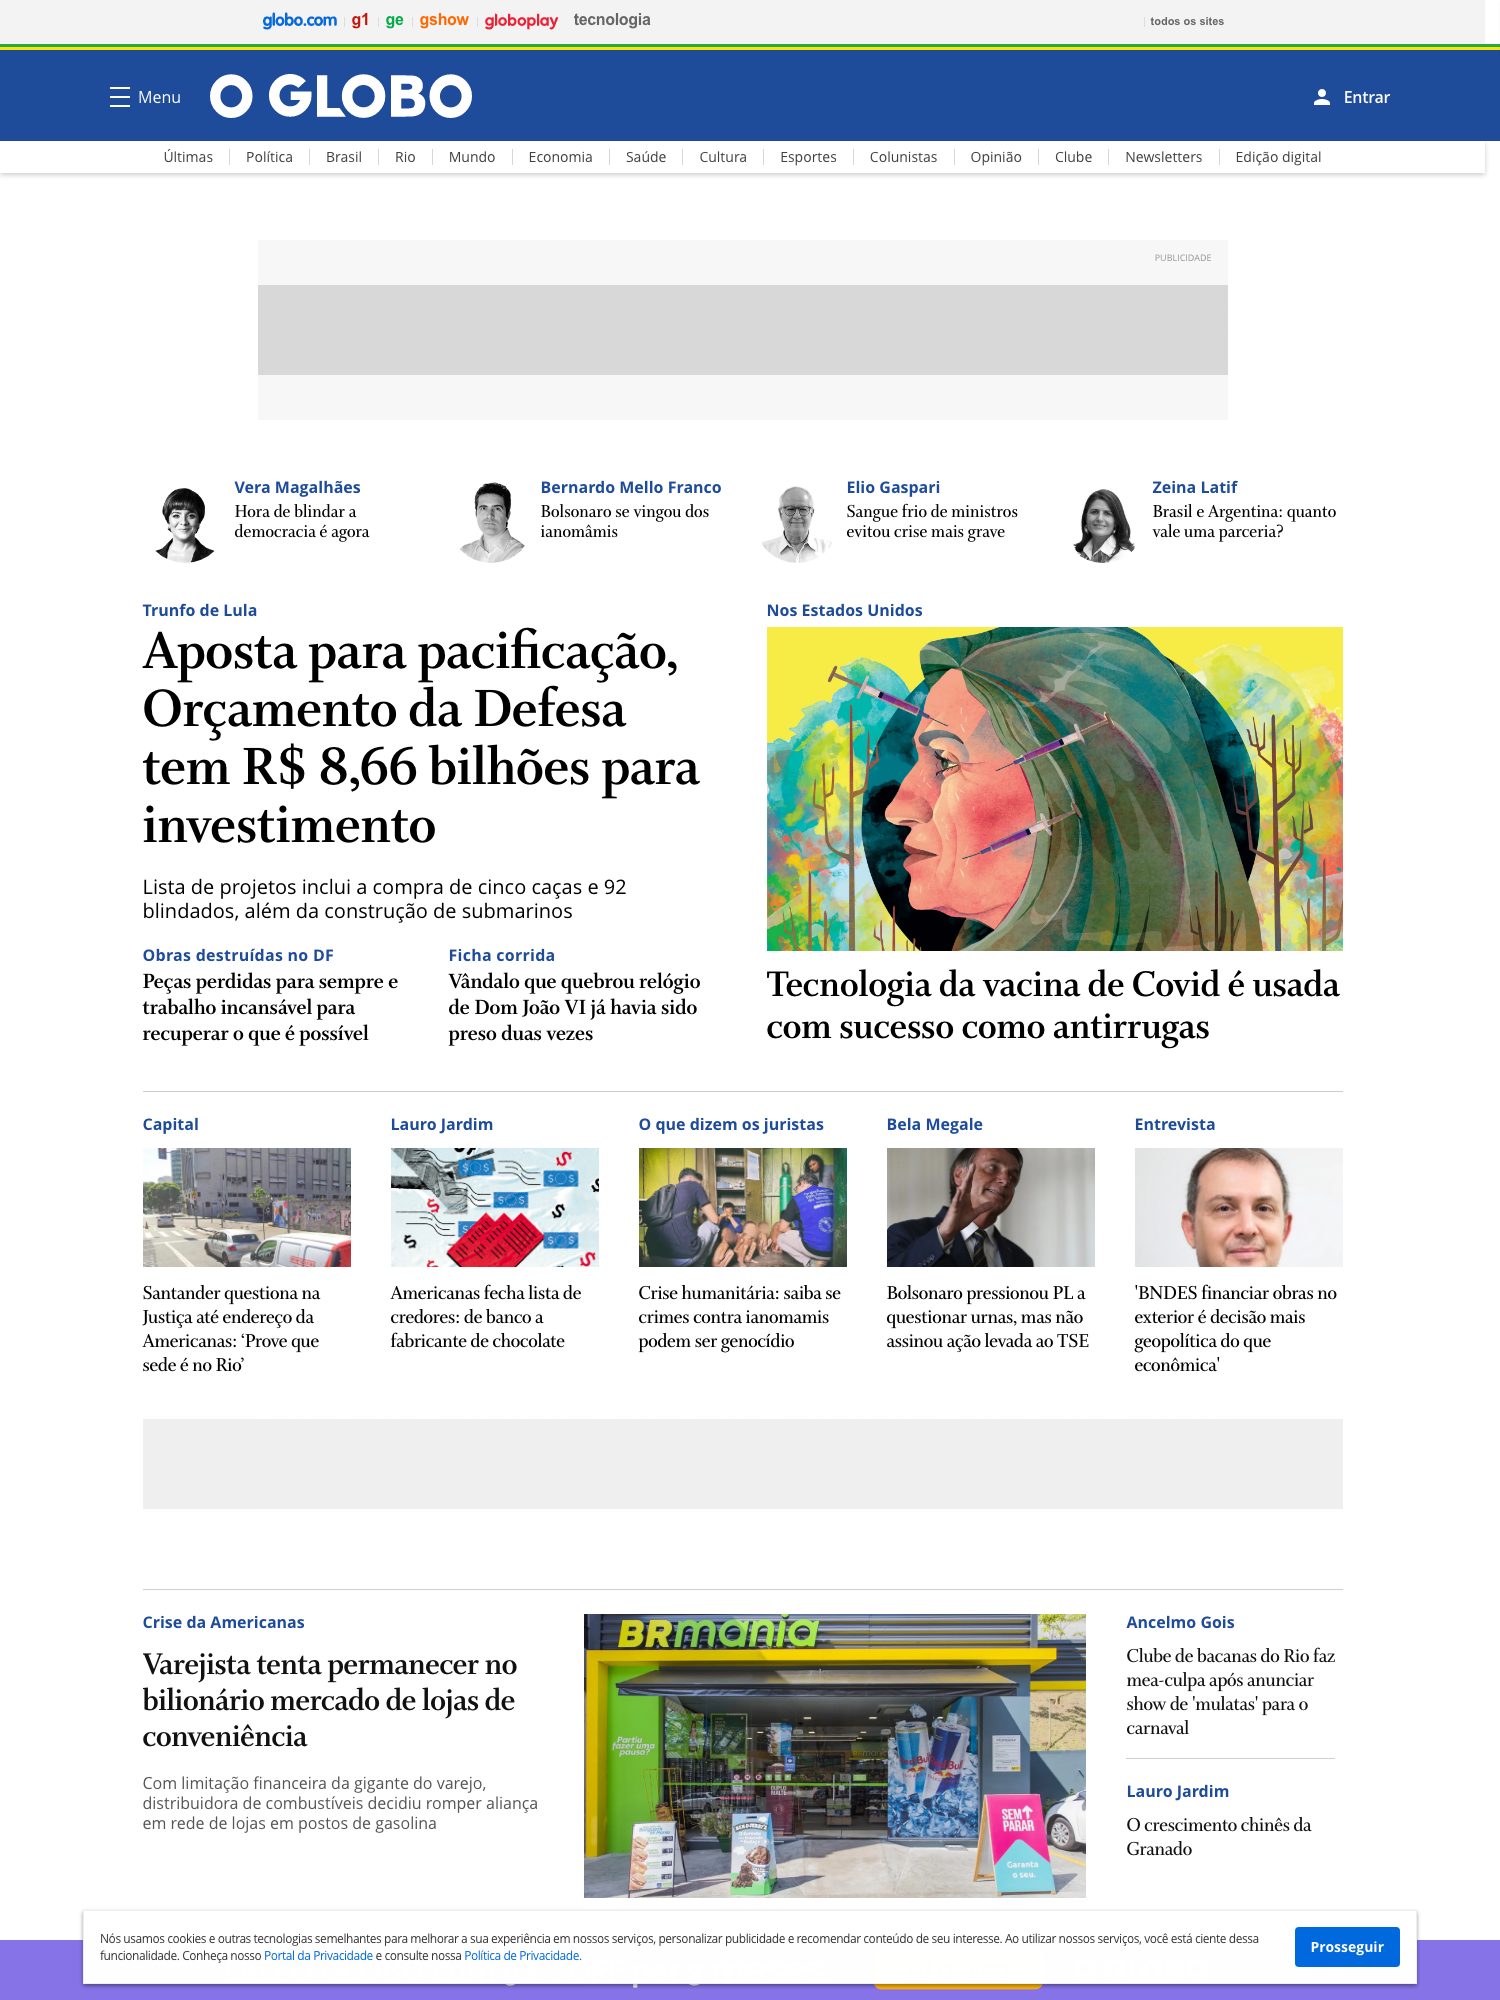 globo.com g1 ge gshow globoplay tecnologia todos os sites
Menu O GLOBO Entrar
Últimas Política Brasil Rio Mundo Economia Saúde Cultura Esportes Colunistas Opinião Clube Newsletters Edição digital
PUBLICIDADE
Vera Magalhães
Hora de blindar a
democracia é agora
Bernardo Mello Franco
Bolsonaro se vingou dos
ianomâmis
Elio Gaspari
Sangue frio de ministros
evitou crise mais grave
Zeina Latif
Brasil e Argentina: quanto
vale uma parceria?
Trunfo de Lula
Aposta para pacificação,
Orçamento da Defesa
tem R$ 8,66 bilhões para
investimento
Lista de projetos inclui a compra de cinco caças e 92
blindados, além da construção de submarinos
Obras destruídas no DF
Peças perdidas para sempre e
trabalho incansável para
recuperar o que é possível
Ficha corrida
Vândalo que quebrou relógio
de Dom João VI já havia sido
preso duas vezes
Nos Estados Unidos
Tecnologia da vacina de Covid é usada
com sucesso como antirrugas
Capital
Santander questiona na
Justiça até endereço da
Americanas: ‘Prove que
sede é no Rio’
Lauro Jardim
Americanas fecha lista de
credores: de banco a
fabricante de chocolate
O que dizem os juristas
Crise humanitária: saiba se
crimes contra ianomamis
podem ser genocídio
Bela Megale
Bolsonaro pressionou PL a
questionar urnas, mas não
assinou ação levada ao TSE
Entrevista
'BNDES financiar obras no
exterior é decisão mais
geopolítica do que
econômica'
Crise da Americanas
Varejista tenta permanecer no
bilionário mercado de lojas de
conveniência
Com limitação financeira da gigante do varejo,
distribuidora de combustíveis decidiu romper aliança
em rede de lojas em postos de gasolina
BRmania
Partiu
fazer uma
pausa?
SEM
PARAR
Garanta
o seu.
Ancelmo Gois
Clube de bacanas do Rio faz
mea-culpa após anunciar
show de 'mulatas' para o
carnaval
Lauro Jardim
O crescimento chinês da
Granado
Nós usamos cookies e outras tecnologias semelhantes para melhorar a sua experiência em nossos serviços, personalizar publicidade e recomendar conteúdo de seu interesse. Ao utilizar nossos serviços, você está ciente dessa
funcionalidade. Conheça nosso Portal da Privacidade e consulte nossa Política de Privacidade.
Prosseguir